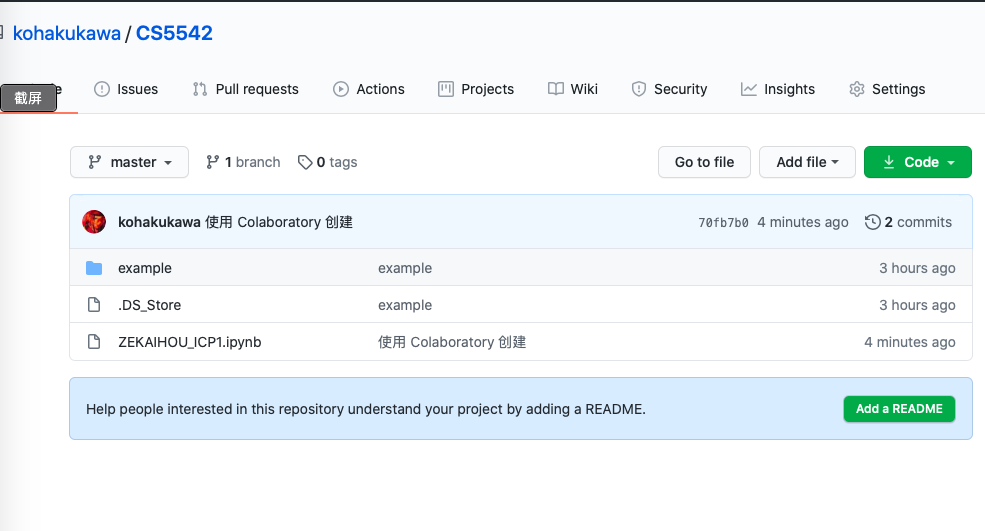 kohakukawa / CS5542
截屏 Issues Pull requests Actions Projects Wiki Security Insights Settings
master 1 branch 0 tags Go to file Add file Code
kohakukawa 使用 Colaboratory 创建 70fb7b0 4 minutes ago 2 commits
example example 3 hours ago
.DS_Store example 3 hours ago
ZEKAIHOU_ICP1.ipynb 使用 Colaboratory 创建 4 minutes ago
Help people interested in this repository understand your project by adding a README. Add a README